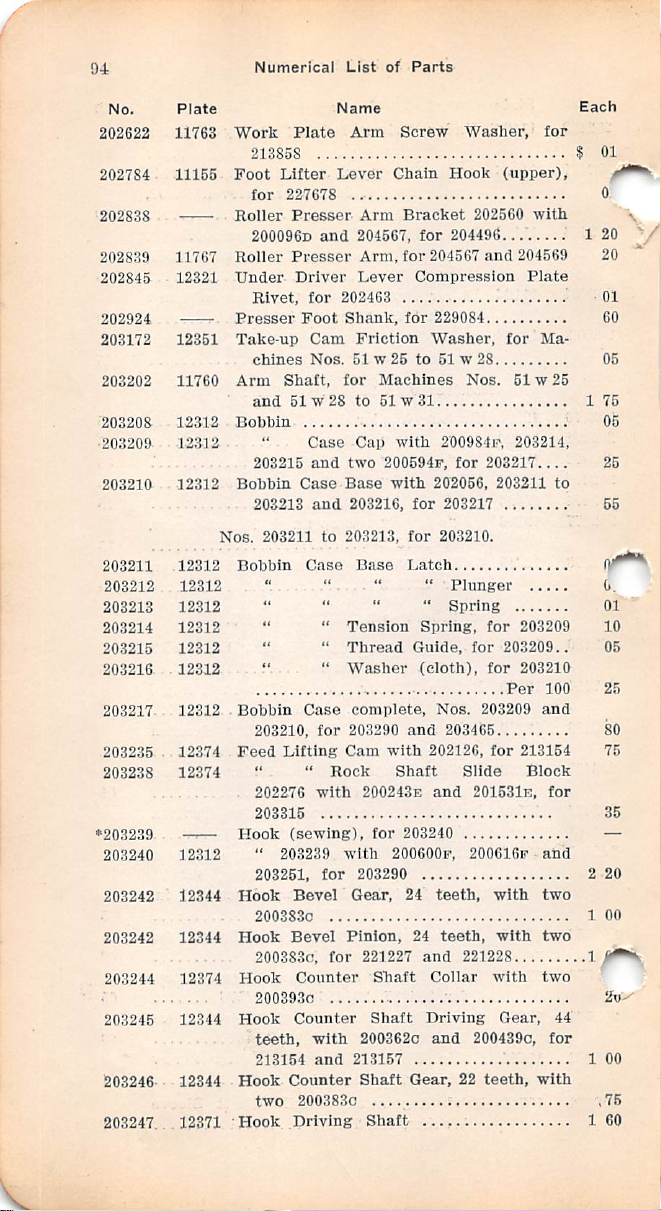 94 Numerical List of Parts
No. Plate Name Each
202622 11763 Work Plate Arm Screw Washer, for
213858 .............................. $ 01
202784 11155 Foot Lifter Lever Chain Hook (upper),
for 227678 ..........................
202838 —— Roller Presser Arm Bracket 202560 with
200096D and 204567, for 204496........ 1 20
202839 11767 Roller Presser Arm, for 204567 and 204569 20
202845 12321 Under Driver Lever Compression Plate
Rivet, for 202463 .................... 01
202924 —— Presser Foot Shank, for 229084.......... 60
203172 12351 Take-up Cam Friction Washer, for Ma-
chines Nos. 51 w 25 to 51 w 28......... 05
203202 11760 Arm Shaft, for Machines Nos. 51 w 25
and 51 w 28 to 51 w 31................ 1 75
203208 12312 Bobbin ................................ 05
203209 12312 " Case Cap with 200984F, 203214,
203215 and two 200594F, for 203217.... 25
203210 12312 Bobbin Case Base with 202056, 203211 to
203213 and 203216, for 203217 ........ 55
Nos. 203211 to 203213, for 203210.
203211 12312 Bobbin Case Base Latch..............
203212 12312 " " " " Plunger .....
203213 12312 " " " " Spring ....... 01
203214 12312 " " Tension Spring, for 203209 10
203215 12312 " " Thread Guide, for 203209.. 05
203216 12312 " " Washer (cloth), for 203210
..............................Per 100 25
203217 12312 Bobbin Case complete, Nos. 203209 and
203210, for 203290 and 203465......... 80
203235 12374 Feed Lifting Cam with 202126, for 213154 75
203238 12374 " " Rock Shaft Slide Block
202276 with 200243E and 201531E, for
203315 ............................ 35
*203239 —— Hook (sewing), for 203240 ............. —
203240 12312 " 203239 with 200600F, 200616F and
203251, for 203290 .................. 2 20
203242 12344 Hook Bevel Gear, 24 teeth, with two
200383C ............................. 1 00
203242 12344 Hook Bevel Pinion, 24 teeth, with two
200383C, for 221227 and 221228.........1
203244 12374 Hook Counter Shaft Collar with two
200393C ............................. 20
203245 12344 Hook Counter Shaft Driving Gear, 44
teeth, with 200362C and 200439C, for
213154 and 213157 ................... 1 00
203246 12344 Hook Counter Shaft Gear, 22 teeth, with
two 200383C ........................ 75
203247 12371 Hook Driving Shaft .................. 1 60